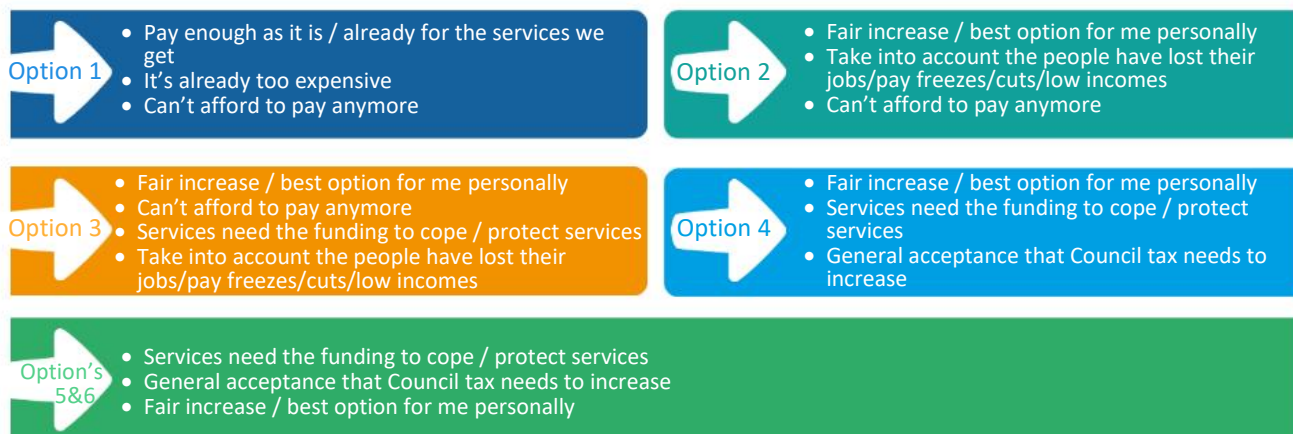 Option 1
• Pay enough as it is / already for the services we
get
• It’s already too expensive
• Can’t afford to pay anymore
Option 2
• Fair increase / best option for me personally
• Take into account the people have lost their
jobs/pay freezes/cuts/low incomes
• Can’t afford to pay anymore
Option 3
• Fair increase / best option for me personally
• Can’t afford to pay anymore
• Services need the funding to cope / protect services
• Take into account the people have lost their
jobs/pay freezes/cuts/low incomes
Option 4
• Fair increase / best option for me personally
• Services need the funding to cope / protect
services
• General acceptance that Council tax needs to
increase
Option’s
5&6
• Services need the funding to cope / protect services
• General acceptance that Council tax needs to increase
• Fair increase / best option for me personally